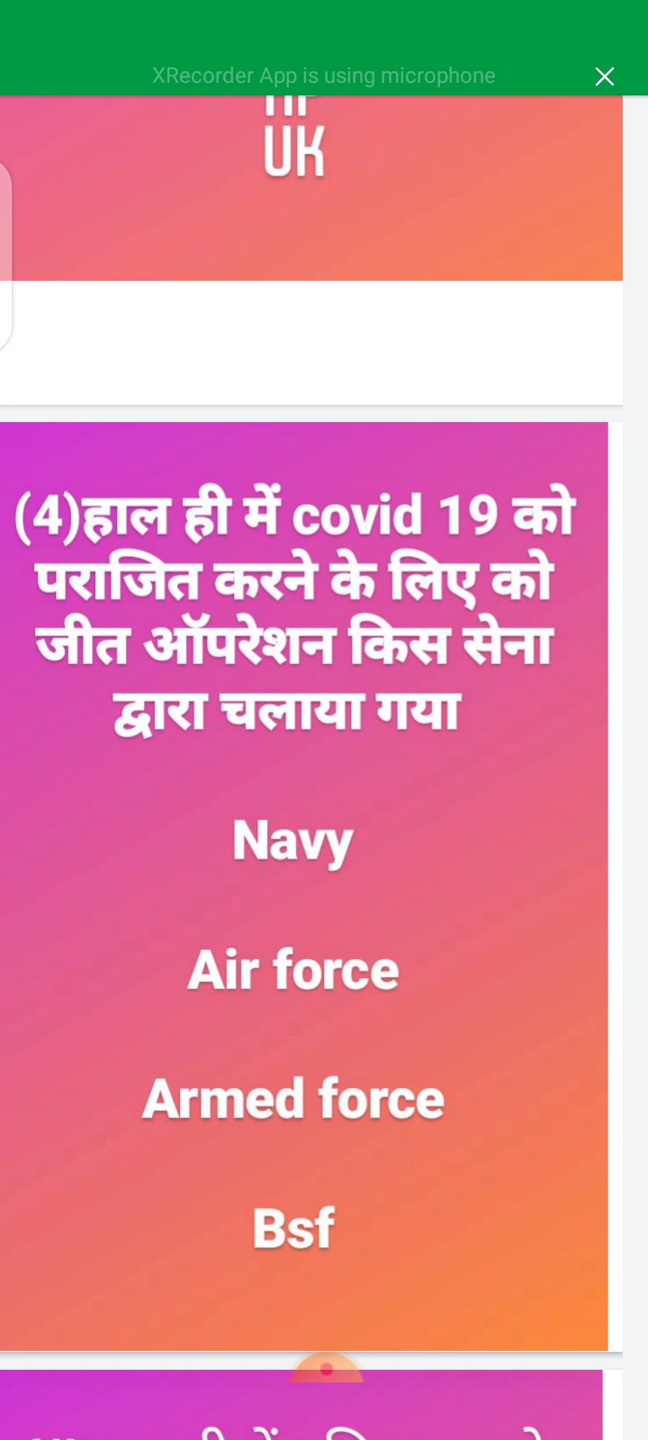 XRecorder App is using microphone
UK
(4)हाल ही में covid 19 को
पराजित करने के लिए को
जीत ऑपरेशन किस सेना
द्वारा चलाया गया
Navy
Air force
Armed force
Bsf